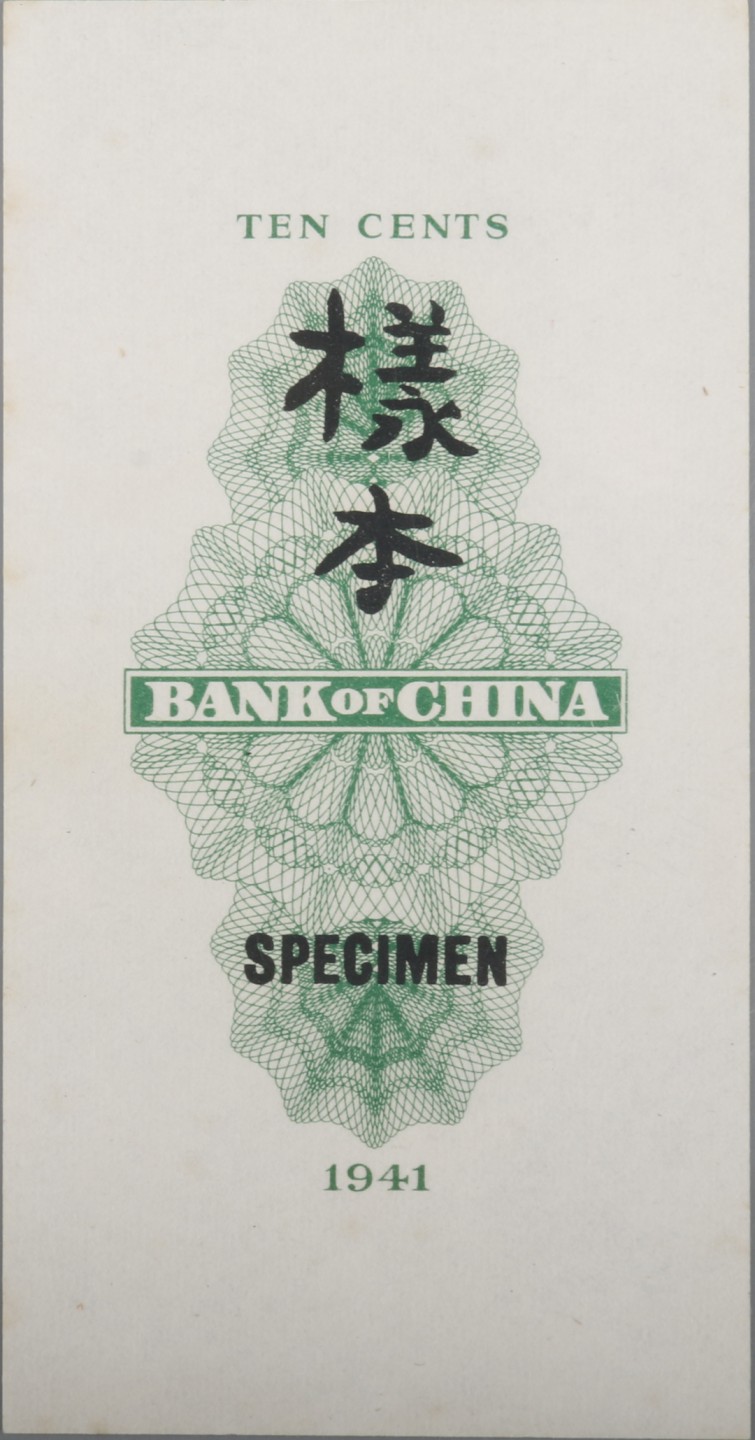 TEN CENTS
樣
本
BANK OF CHINA
SPECIMEN
1941